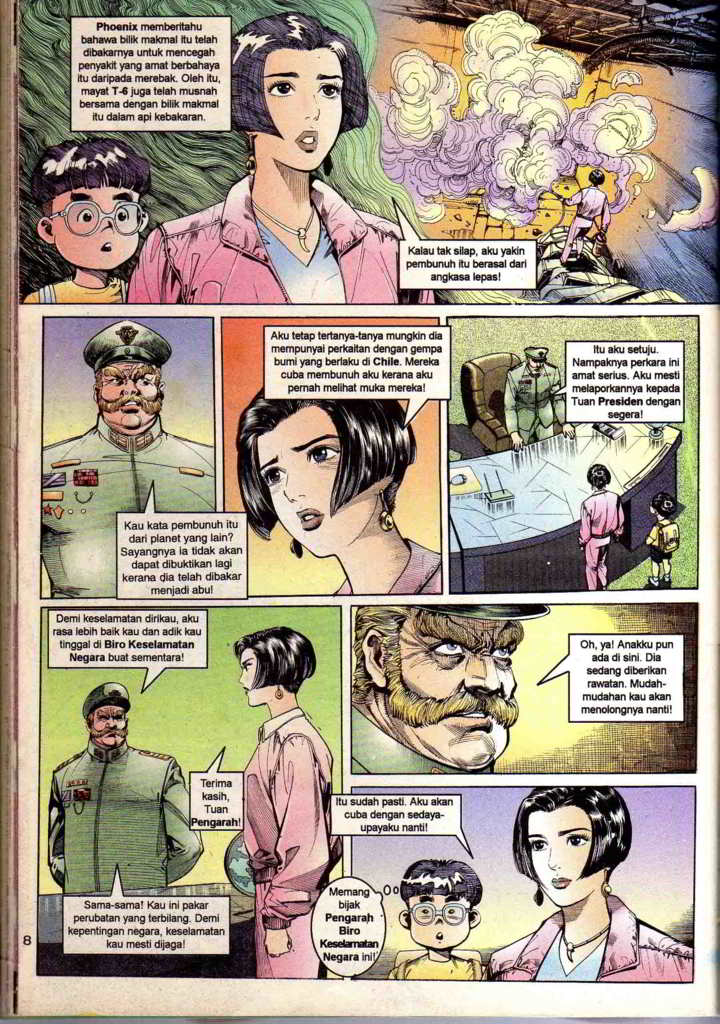 Phoenix memberitahu
bahawa bilik makmal itu telah
dibakarnya untuk mencegah
penyakit yang amat berbahaya
itu daripada merebak. Oleh itu,
mayat T-6 juga telah musnah
bersama dengan bilik makmal
itu dalam api kebakaran.
Kalau tak silap, aku yakin
pembunuh itu berasal dari
angkasa lepas!
Kau kata pembunuh itu
dari planet yang lain?
Sayangnya ia tidak akan
dapat dibuktikan lagi
kerana dia telah dibakar
menjadi abu!
Aku tetap tertanya-tanya mungkin dia
mempunyai perkaitan dengan gempa
bumi yang berlaku di Chile. Mereka
cuba membunuh aku kerana aku
pernah melihat muka mereka!
Itu aku setuju.
Nampaknya perkara ini
amat serius. Aku mesti
melaporkannya kepada
Tuan Presiden dengan
segera!
Demi keselamatan dirikau, aku
rasa lebih baik kau dan adik kau
tinggal di Biro Keselamatan
Negara buat sementara!
Terima
kasih,
Tuan
Pengarah!
Sama-sama! Kau ini pakar
perubatan yang terbilang. Demi
kepentingan negara, keselamatan
kau mesti dijaga!
Oh, ya! Anakku pun
ada di sini. Dia
sedang diberikan
rawatan. Mudah-
mudahan kau akan
menolongnya nanti!
Itu sudah pasti. Aku akan
cuba dengan sedaya-
upayaku nanti!
Memang
bijak
Pengarah
Biro
Keselamatan
Negara ini!
8